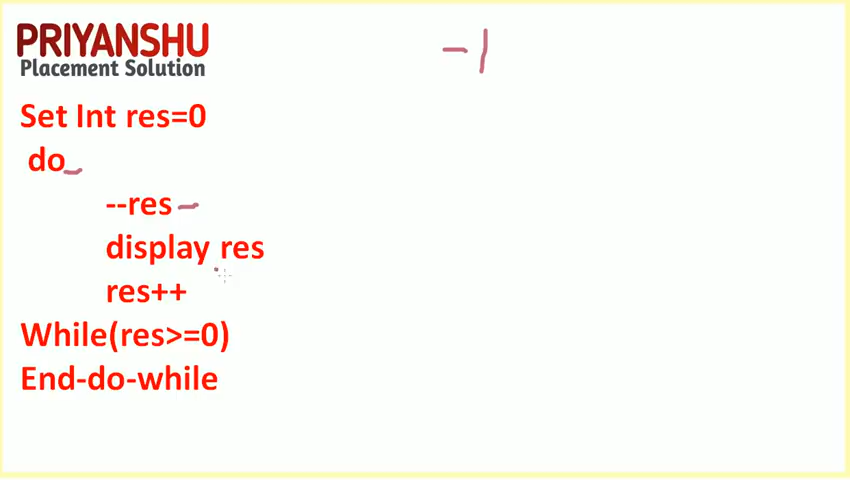 PRIYANSHU
Placement Solution
-1
Set Int res=0
do
--res
display res
res++
While(res>=0)
End-do-while